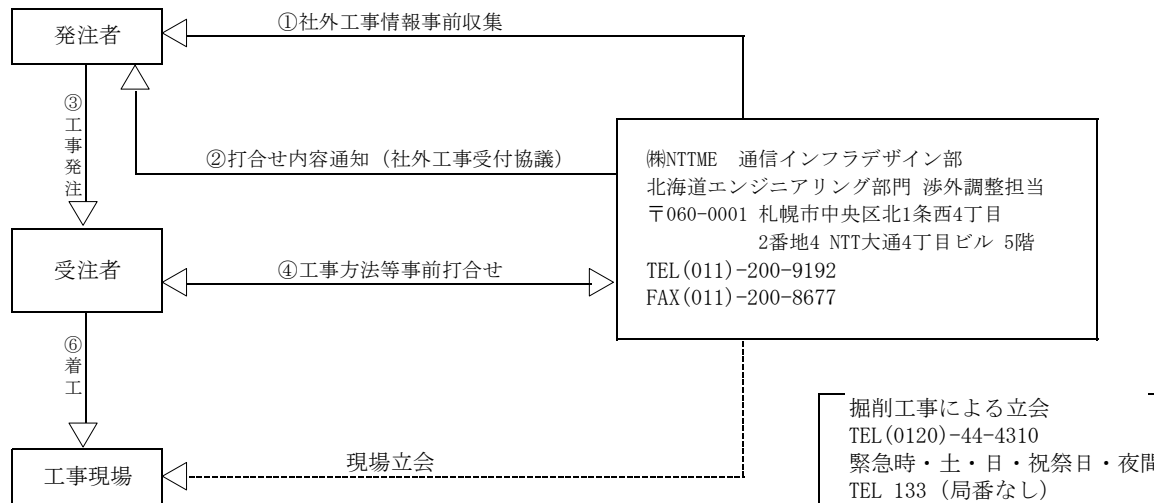 ①社外工事情報事前収集
発注者
③工事発注
②打合せ内容通知（社外工事受付協議）
㈱NTTME　通信インフラデザイン部
北海道エンジニアリング部門 渉外調整担当
〒060-0001 札幌市中央区北1条西4丁目
2番地4 NTT大通4丁目ビル 5階
TEL(011)-200-9192
FAX(011)-200-8677
受注者
④工事方法等事前打合せ
⑥着工
掘削工事による立会
TEL(0120)-44-4310
緊急時・土・日・祝祭日・夜間
TEL 133（局番なし）
現場立会
工事現場